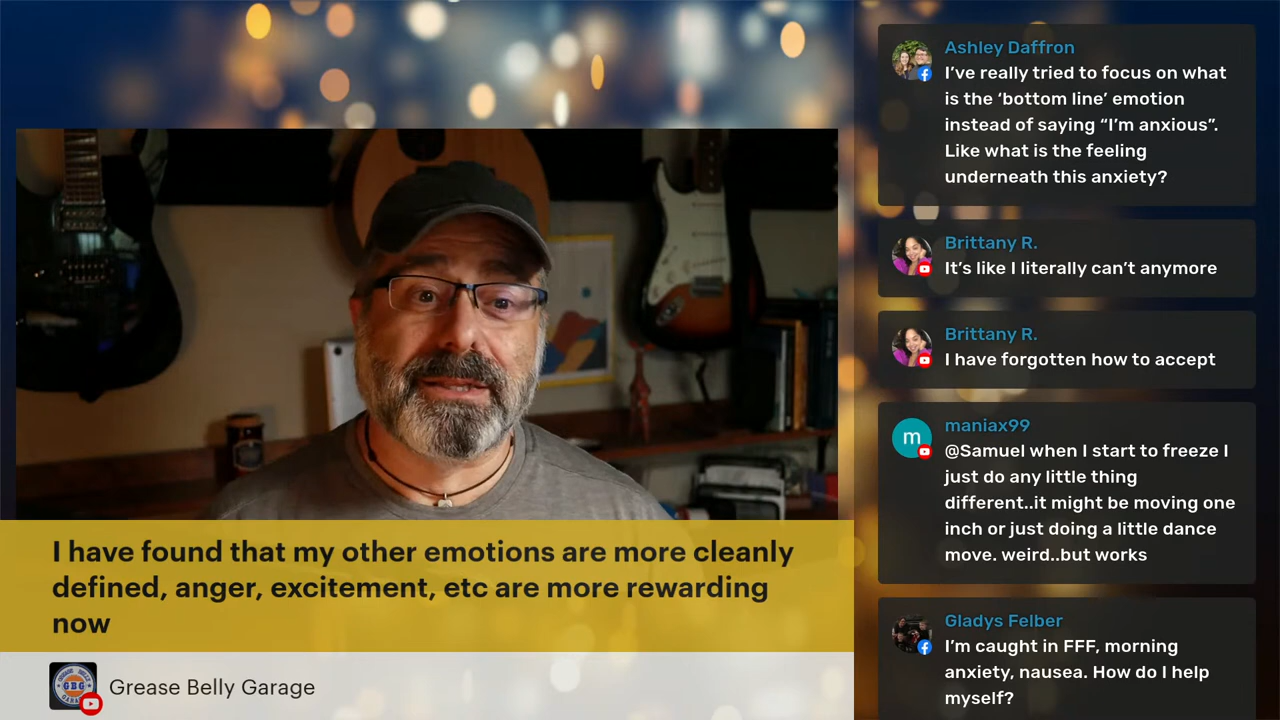 I have found that my other emotions are more cleanly
defined, anger, excitement, etc are more rewarding
now
GBG
Grease Belly Garage
Ashley Daffron
I’ve really tried to focus on what
is the ‘bottom line’ emotion
instead of saying “I’m anxious”.
Like what is the feeling
underneath this anxiety?
Brittany R.
It’s like I literally can’t anymore
Brittany R.
I have forgotten how to accept
m
maniax99
@Samuel when I start to freeze I
just do any little thing
different..it might be moving one
inch or just doing a little dance
move. weird..but works
Gladys Felber
I’m caught in FFF, morning
anxiety, nausea. How do I help
myself?